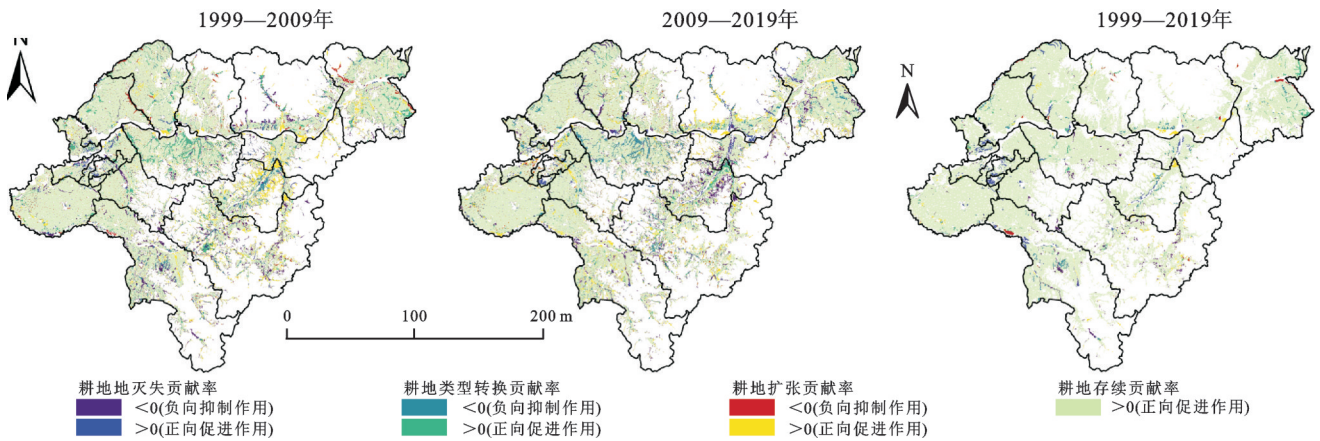 1999—2009年
2009—2019年
1999—2019年
N
N
0
100
200 m
耕地地灭失贡献率
<0(负向抑制作用)
>0(正向促进作用)
耕地类型转换贡献率
<0(负向抑制作用)
>0(正向促进作用)
耕地扩张贡献率
<0(负向抑制作用)
>0(正向促进作用)
耕地存续贡献率
>0(正向促进作用)